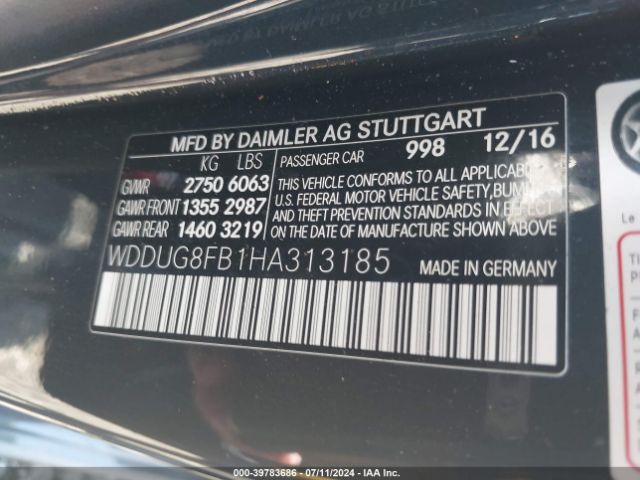 MFD BY DAIMLER AG STUTTGART
KG LBS
PASSENGER CAR 998 12/16
GVWR 2750 6063
GAWR FRONT 1355 2987
GAWR REAR 1460 3219
THIS VEHICLE CONFORMS TO ALL APPLICABLE
U.S. FEDERAL MOTOR VEHICLE SAFETY, BUMPER
AND THEFT PREVENTION STANDARDS IN EFFECT
ON THE DATE OF MANUFACTURE SHOWN ABOVE
WDDUG8FB1HA313185 MADE IN GERMANY
Le
000-39783686 - 07/11/2024 - IAA Inc.